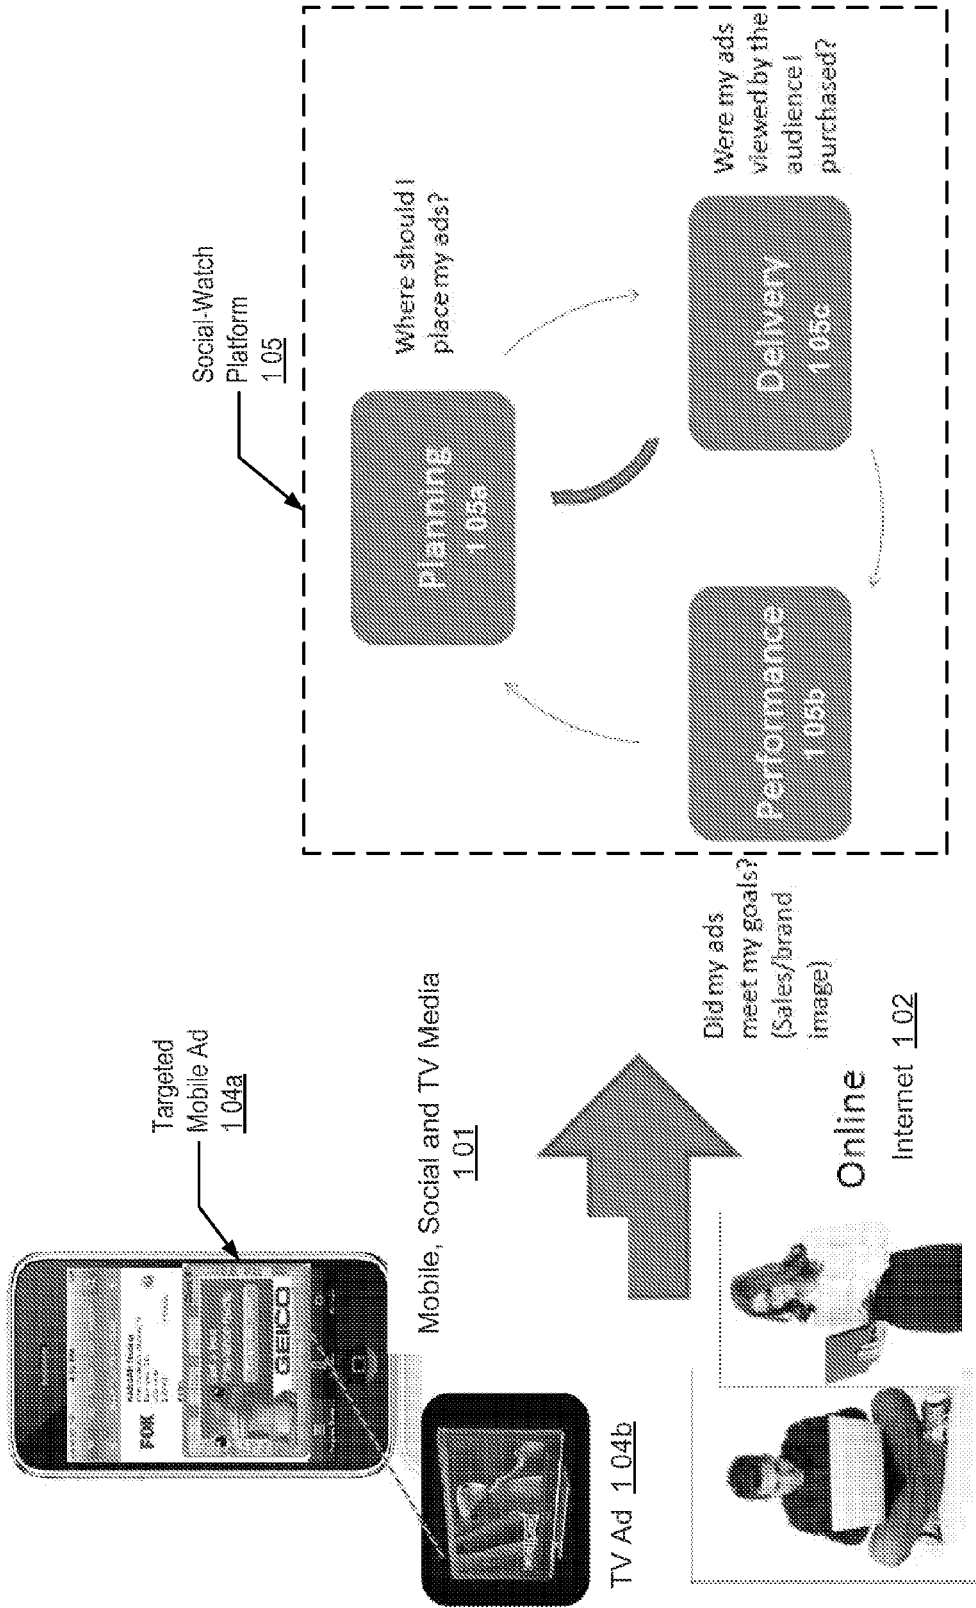 Targeted
Mobile Ad
104a
FOX
GEICO
Mobile, Social and TV Media
101
TV Ad 104b
Online
Internet 102
Social-Watch
Platform
105
Where should I
place my ads?
Planning
105a
Were my ads
viewed by the
audience I
purchased?
Delivery
105c
Performance
105b
Did my ads
meet my goals?
(Sales/brand
image)